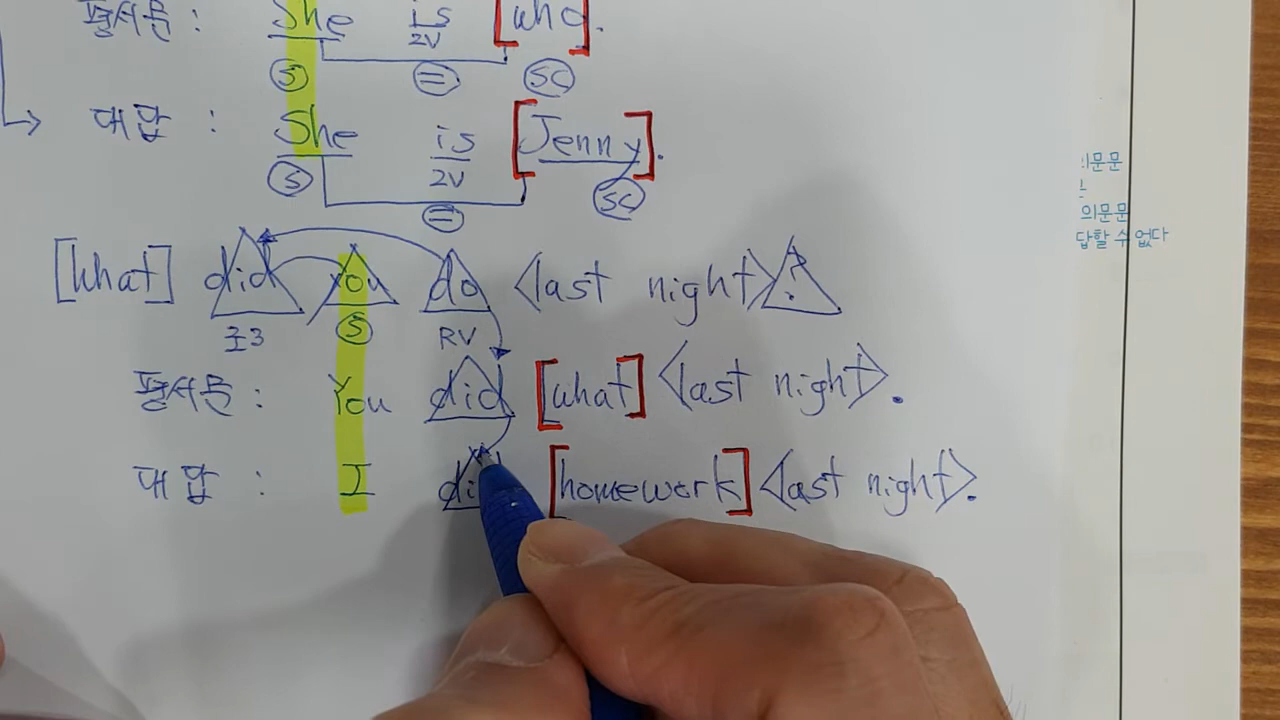 평서문 : She is [who].
2V
S = SC
대답 : She is [Jenny].
S 2V SC
=
[what] did you do <last night>?
조3 S RV
평서문 : You did [what] <last night>.
대답 : I di [homework] <last night>.
의문문
의문문
답할 수 없다